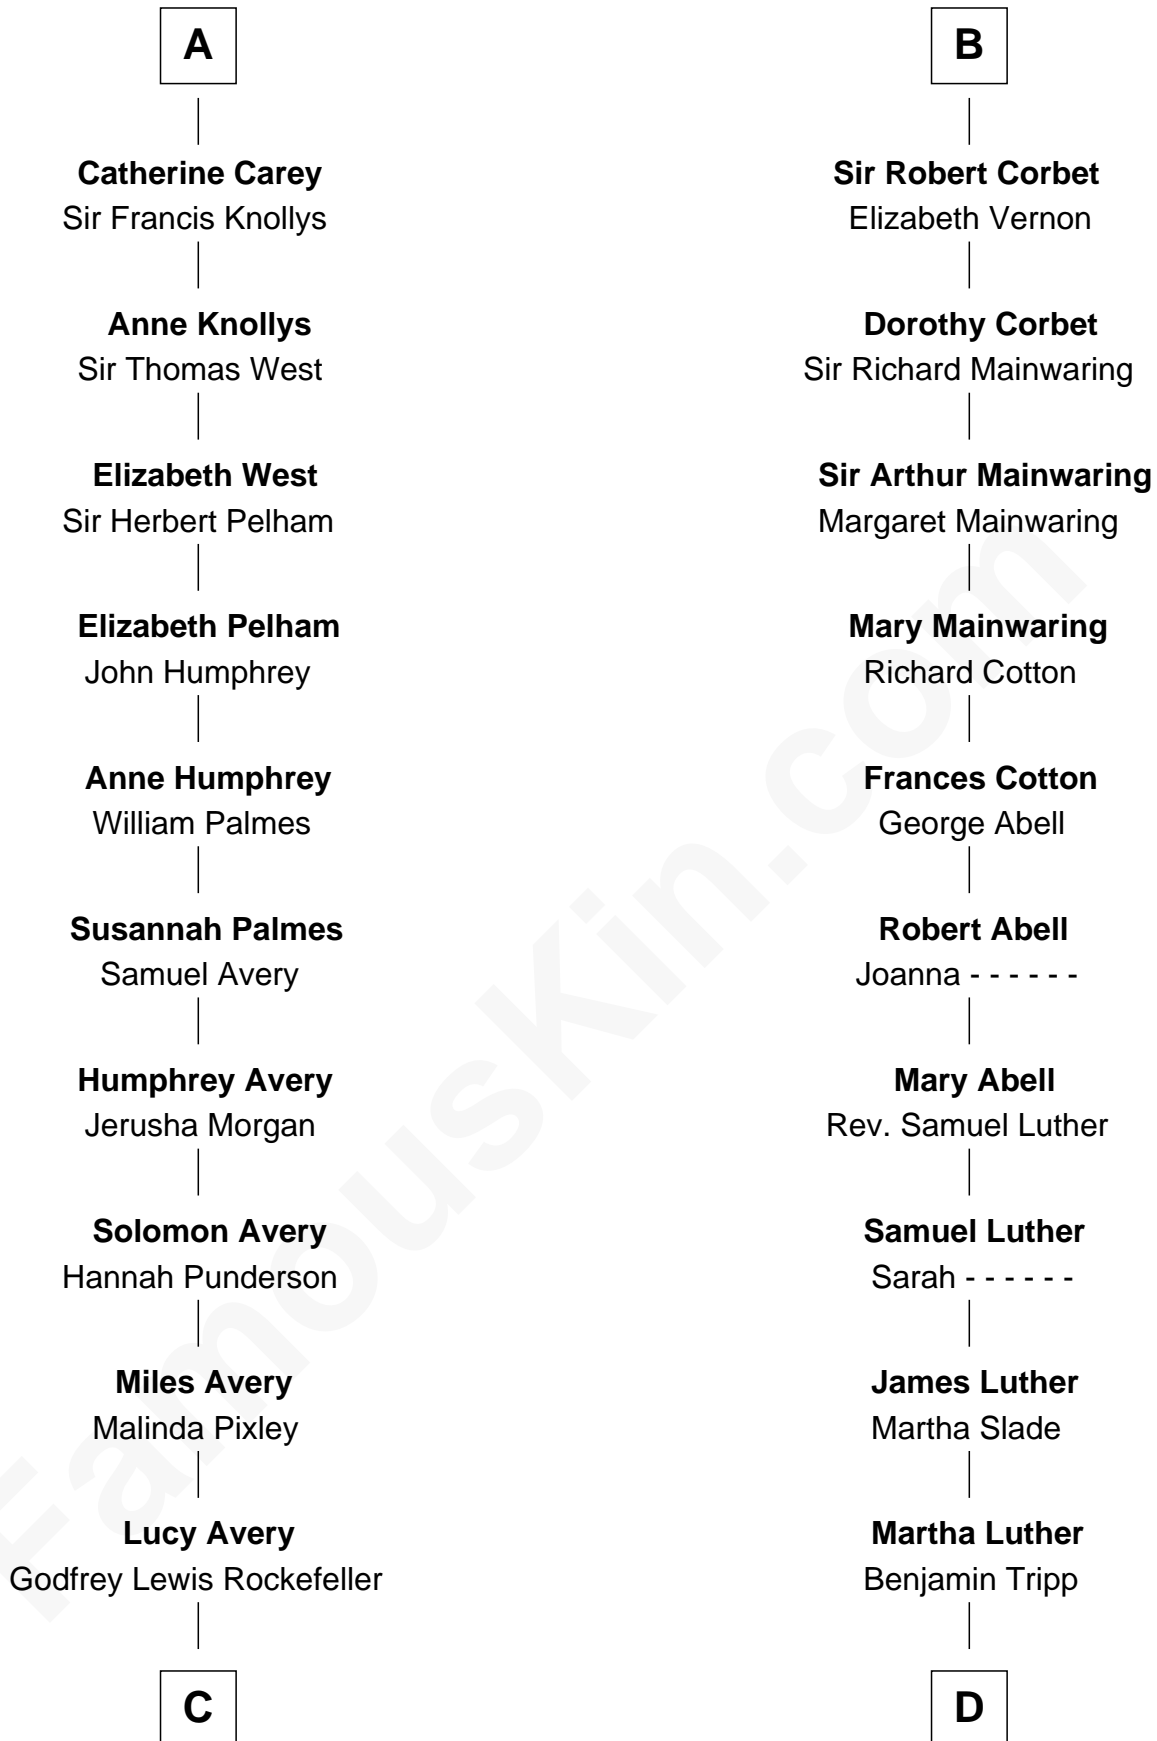 A
Catherine Carey
Sir Francis Knollys
Anne Knollys
Sir Thomas West
Elizabeth West
Sir Herbert Pelham
Elizabeth Pelham
John Humphrey
Anne Humphrey
William Palmes
Susannah Palmes
Samuel Avery
Humphrey Avery
Jerusha Morgan
Solomon Avery
Hannah Punderson
Miles Avery
Malinda Pixley
Lucy Avery
Godfrey Lewis Rockefeller
C
B
Sir Robert Corbet
Elizabeth Vernon
Dorothy Corbet
Sir Richard Mainwaring
Sir Arthur Mainwaring
Margaret Mainwaring
Mary Mainwaring
Richard Cotton
Frances Cotton
George Abell
Robert Abell
Joanna - - - - - -
Mary Abell
Rev. Samuel Luther
Samuel Luther
Sarah - - - - - -
James Luther
Martha Slade
Martha Luther
Benjamin Tripp
D
FamousKin.com